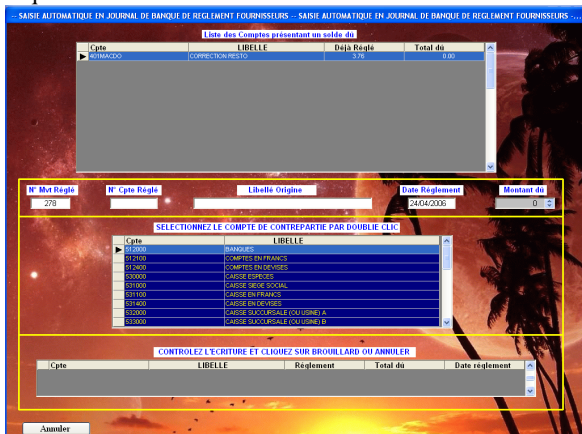 -- SAISIE AUTOMATIQUE EN JOURNAL DE BANQUE DE REGLEMENT FOURNISSEURS -- SAISIE AUTOMATIQUE EN JOURNAL DE BANQUE DE REGLEMENT FOURNISSEURS -...
Liste des Comptes présentant un solde dû
Cpte LIBELLE Déjà Réglé Total dû
401MACDO CORRECTION RESTO 3.76 0.00
N° Mvt Réglé N° Cpte Réglé Libellé Origine Date Règlement Montant dû
278 24/04/2006 0
SELECTIONNEZ LE COMPTE DE CONTREPARTIE PAR DOUBLIE CLIC
Cpte LIBELLE
512000 BANQUES
512100 COMPTES EN FRANCS
512400 COMPTES EN DEVISES
530000 CAISSE ESPECES
531000 CAISSE SIEGE SOCIAL
531100 CAISSE EN FRANCS
531400 CAISSE EN DEVISES
532000 CAISSE SUCCURSALE (OU USINE) A
533000 CAISSE SUCCURSALE (OU USINE) B
CONTROLEZ L'ECRITURE ET CLIQUEZ SUR BROUILLARD OU ANNULER
Cpte LIBELLE Règlement Total dû Date règlement
Annuler